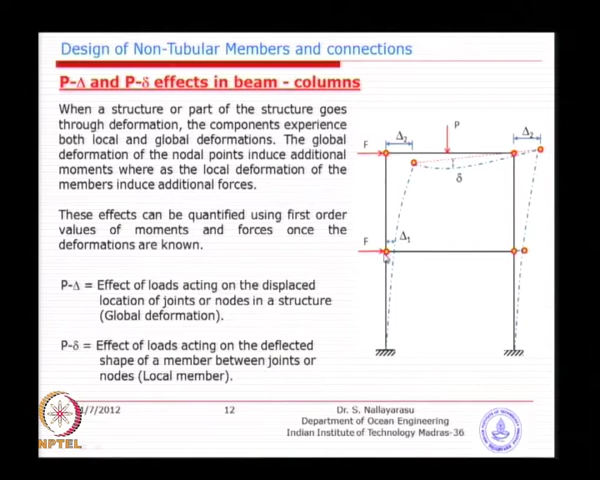 Design of Non-Tubular Members and connections
P-Δ and P-δ effects in beam - columns
When a structure or part of the structure goes
through deformation, the components experience
both local and global deformations. The global
deformation of the nodal points induce additional
moments where as the local deformation of the
members induce additional forces.
These effects can be quantified using first order
values of moments and forces once the
deformations are known.
P-Δ = Effect of loads acting on the displaced
location of joints or nodes in a structure
(Global deformation).
P-δ = Effect of loads acting on the deflected
shape of a member between joints or
nodes (Local member).
P
Δ2
Δ2
F
δ
Δ1
F
/7/2012
12
Dr. S. Nallayarasu
Department of Ocean Engineering
Indian Institute of Technology Madras-36
NPTEL